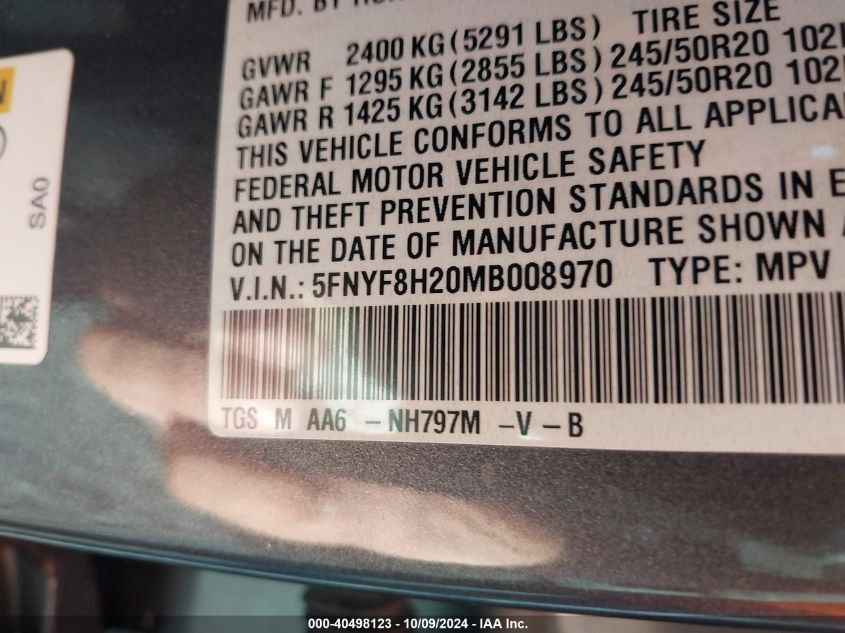 MFD. BY
GVWR 2400 KG (5291 LBS) TIRE SIZE
GAWR F 1295 KG (2855 LBS) 245/50R20
GAWR R 1425 KG (3142 LBS) 245/50R20
THIS VEHICLE CONFORMS TO ALL
FEDERAL MOTOR VEHICLE SAFETY
AND THEFT PREVENTION STANDARDS IN
ON THE DATE OF MANUFACTURE SHOWN
V.I.N.: 5FNYF8H20MB008970 TYPE: MPV
TGS M AA6 - NH797M - V - B
SA0
000-40498123 - 10/09/2024 - IAA Inc.